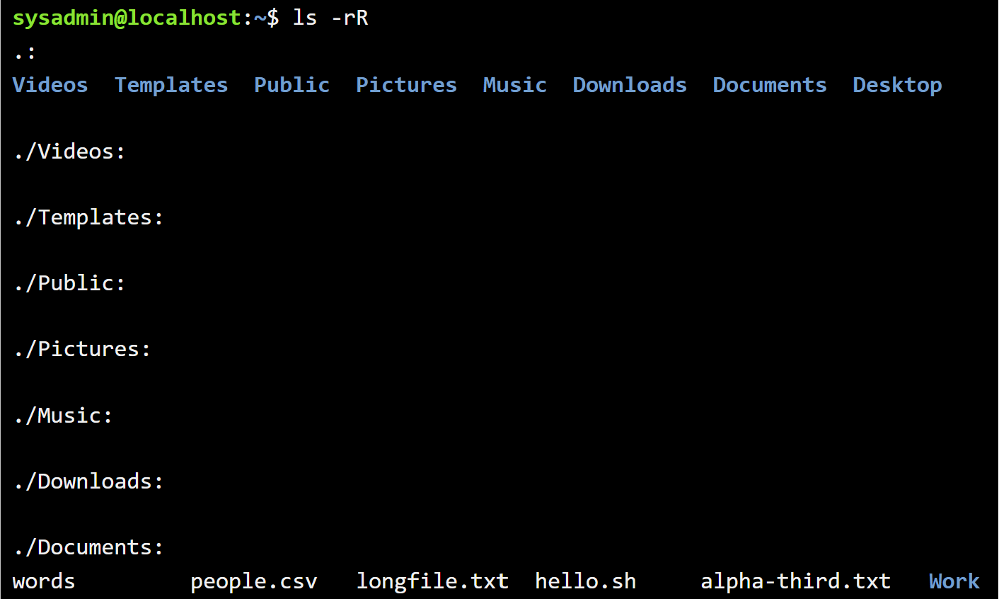 sysadmin@localhost:~$ ls -rR
.:
Videos  Templates  Public  Pictures  Music  Downloads  Documents  Desktop
./Videos:
./Templates:
./Public:
./Pictures:
./Music:
./Downloads:
./Documents:
words         people.csv   longfile.txt  hello.sh     alpha-third.txt   Work